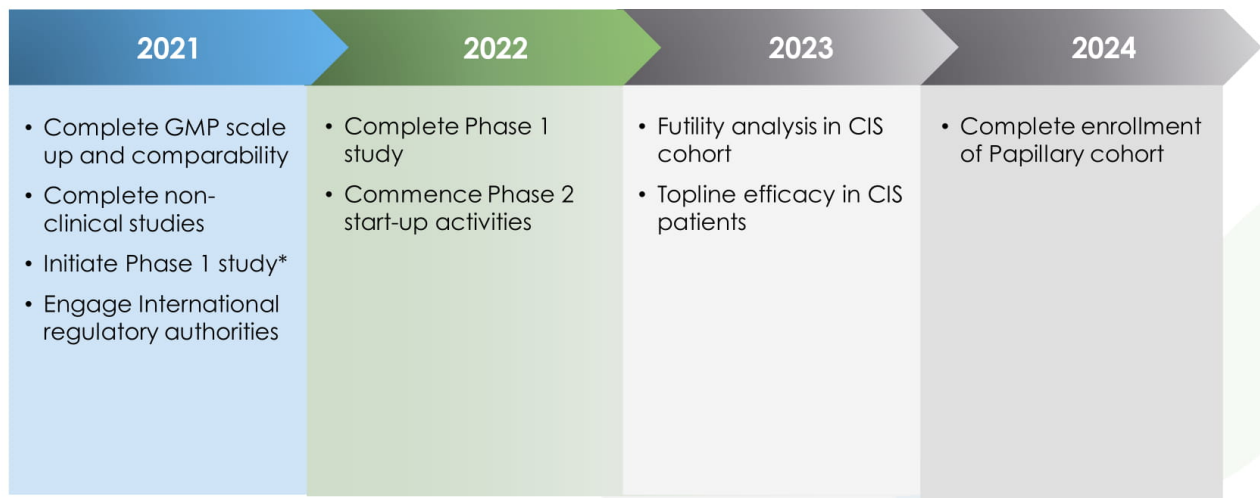 2021
• Complete GMP scale
up and comparability
• Complete non-
clinical studies
• Initiate Phase 1 study*
• Engage International
regulatory authorities
2022
• Complete Phase 1
study
• Commence Phase 2
start-up activities
2023
• Futility analysis in CIS
cohort
• Topline efficacy in CIS
patients
2024
• Complete enrollment
of Papillary cohort